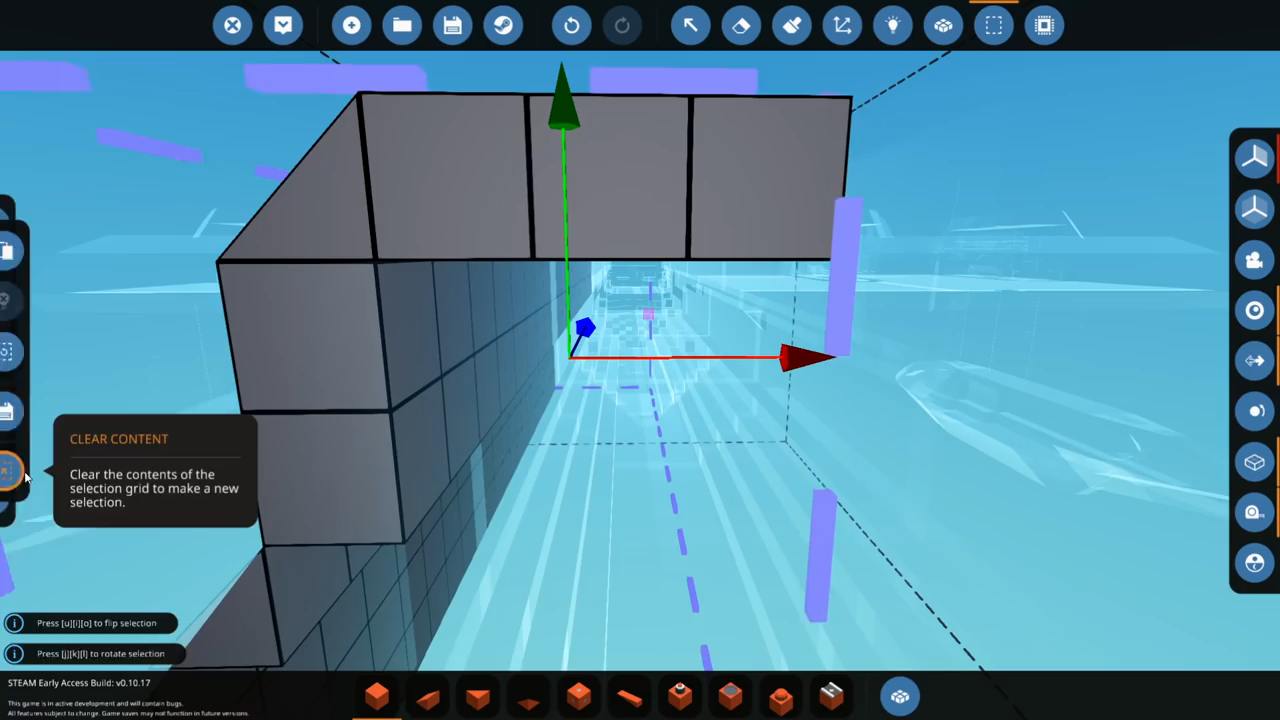 CLEAR CONTENT
Clear the contents of the
selection grid to make a new
selection.
Press [u][i][o] to flip selection
Press [j][k][l] to rotate selection
STEAM Early Access Build: v0.10.17
This game is in active development and will contain bugs.
All features subject to change. Game saves may not function in future versions.